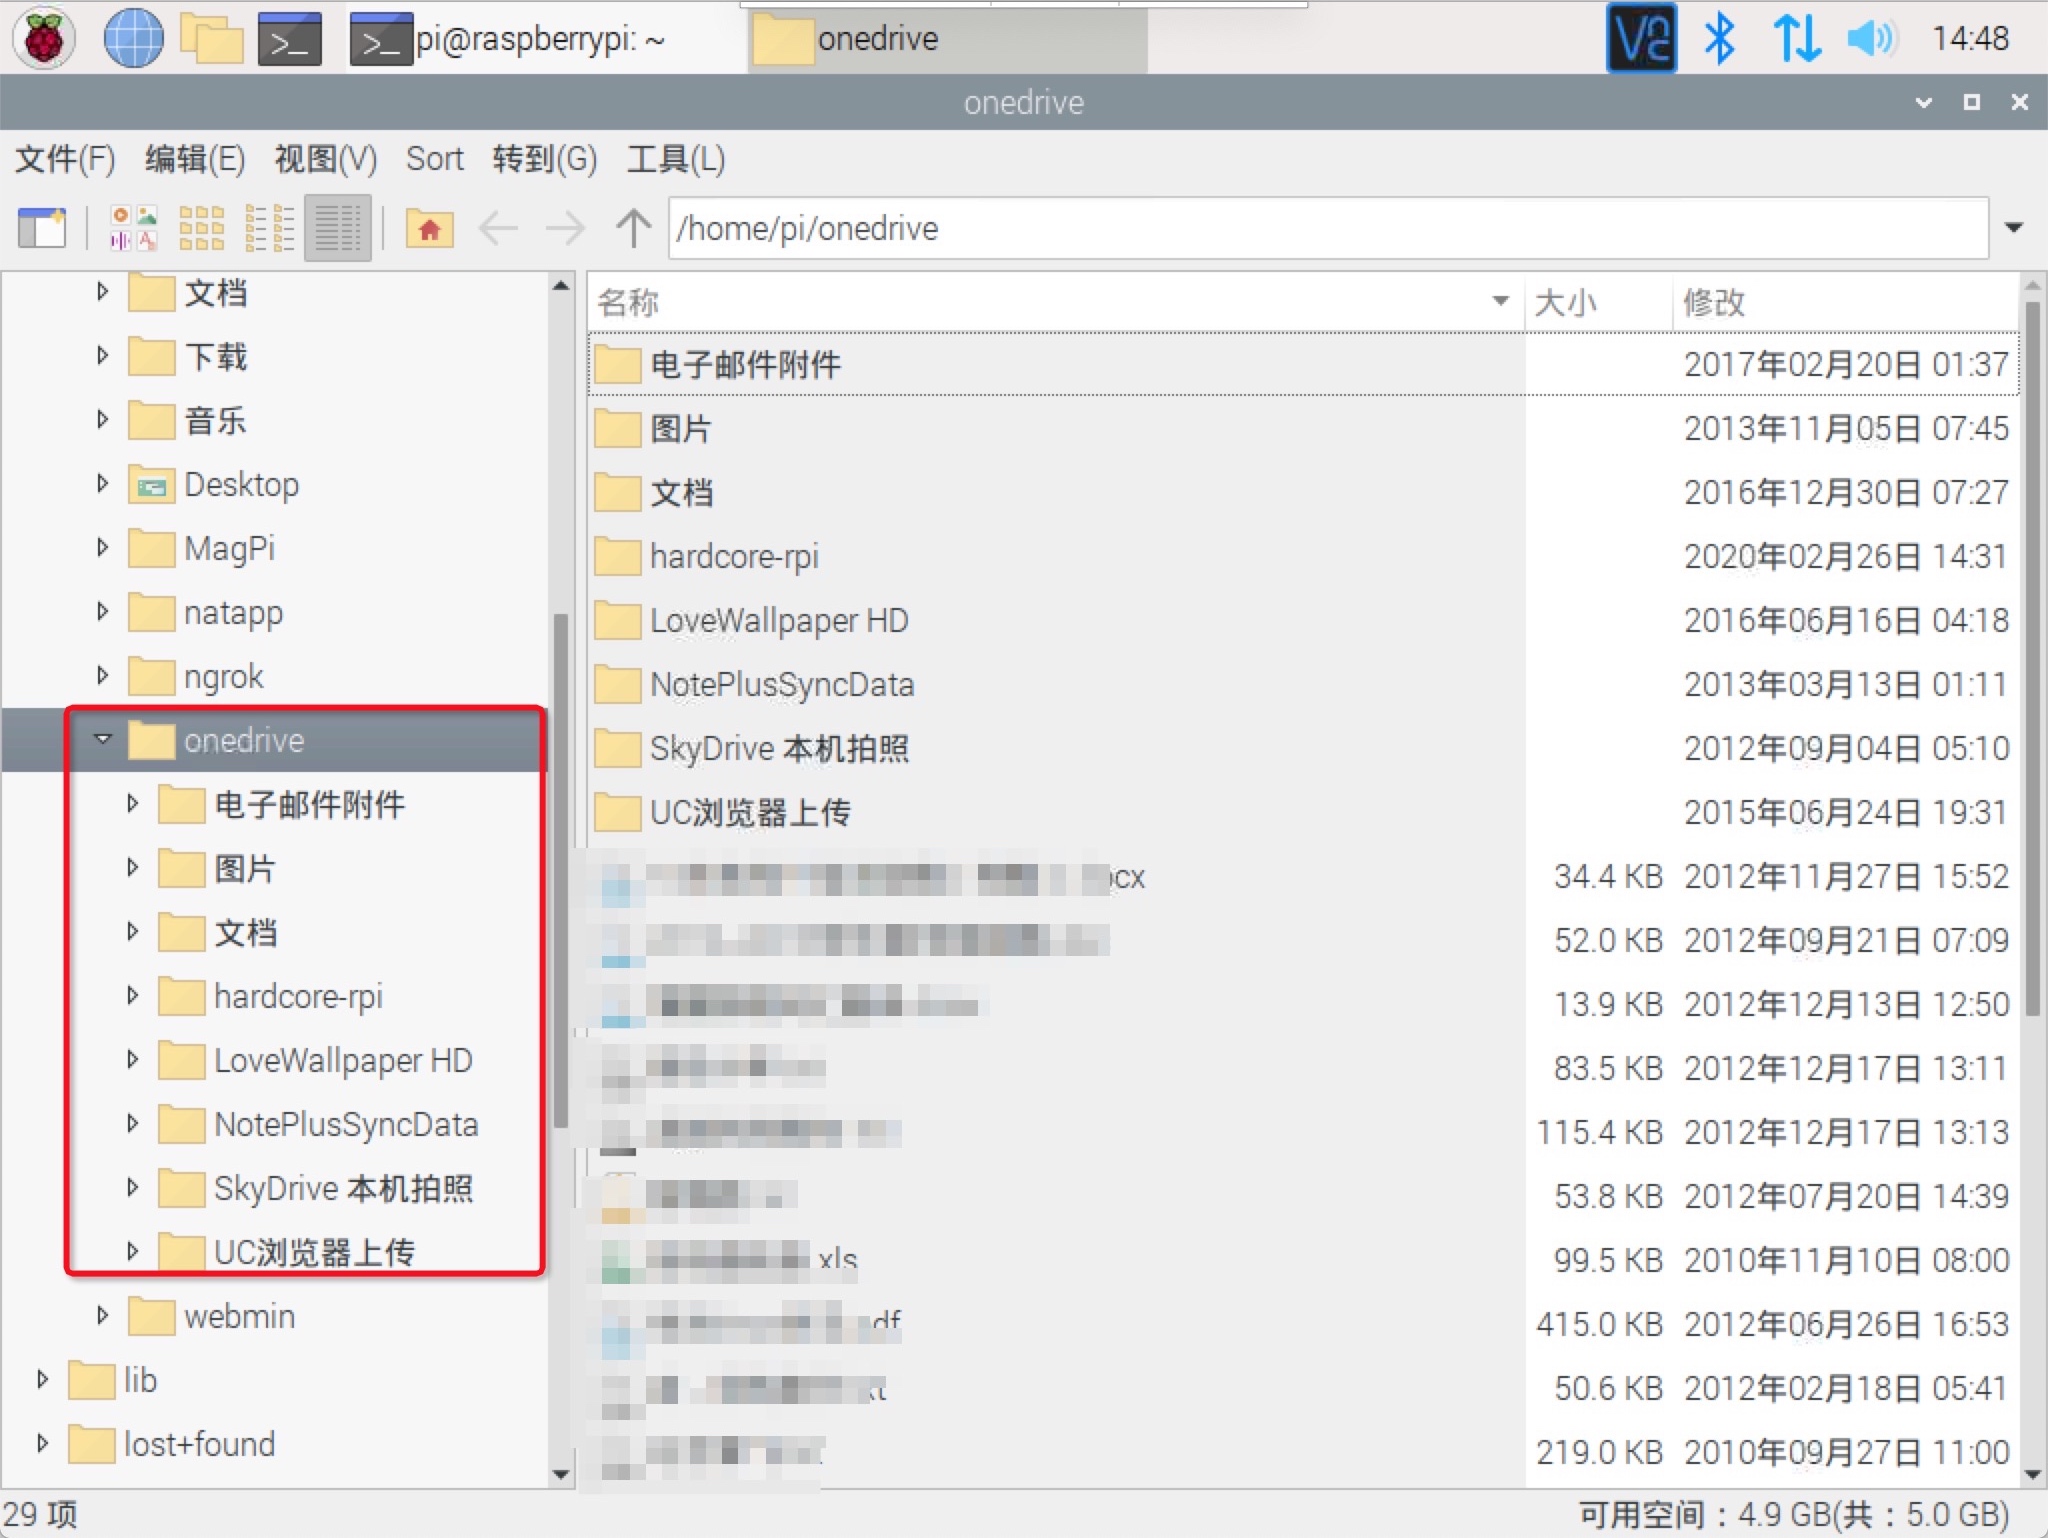 pi@raspberrypi: ~
onedrive
14:48
onedrive
文件(F) 编辑(E) 视图(V) Sort 转到(G) 工具(L)
/home/pi/onedrive
文档
下载
音乐
Desktop
MagPi
natapp
ngrok
onedrive
电子邮件附件
图片
文档
hardcore-rpi
LoveWallpaper HD
NotePlusSyncData
SkyDrive 本机拍照
UC浏览器上传
webmin
lib
lost+found
名称 大小 修改
电子邮件附件 2017年02月20日 01:37
图片 2013年11月05日 07:45
文档 2016年12月30日 07:27
hardcore-rpi 2020年02月26日 14:31
LoveWallpaper HD 2016年06月16日 04:18
NotePlusSyncData 2013年03月13日 01:11
SkyDrive 本机拍照 2012年09月04日 05:10
UC浏览器上传 2015年06月24日 19:31
34.4 KB 2012年11月27日 15:52
52.0 KB 2012年09月21日 07:09
13.9 KB 2012年12月13日 12:50
83.5 KB 2012年12月17日 13:11
115.4 KB 2012年12月17日 13:13
53.8 KB 2012年07月20日 14:39
xls 99.5 KB 2010年11月10日 08:00
415.0 KB 2012年06月26日 16:53
50.6 KB 2012年02月18日 05:41
219.0 KB 2010年09月27日 11:00
29 项
可用空间：4.9 GB(共：5.0 GB)